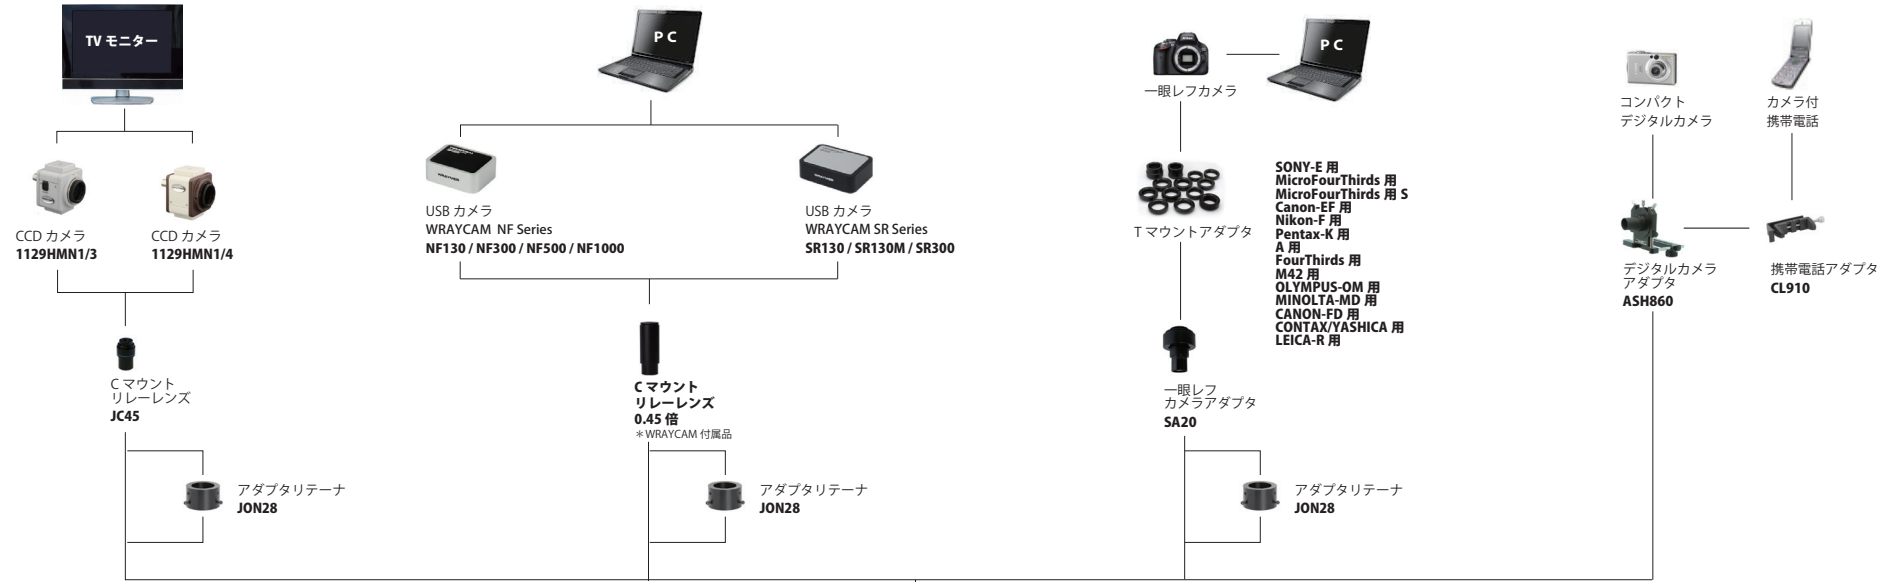 TV モニター
CCD カメラ
1129HMN1/3
CCD カメラ
1129HMN1/4
C マウント
リレーレンズ
JC45
アダプタリテーナ
JON28
P C
USB カメラ
WRAYCAM NF Series
NF130 / NF300 / NF500 / NF1000
USB カメラ
WRAYCAM SR Series
SR130 / SR130M / SR300
C マウント
リレーレンズ
0.45 倍
＊WRAYCAM 付属品
アダプタリテーナ
JON28
一眼レフカメラ
P C
T マウントアダプタ
SONY-E 用
MicroFourThirds 用
MicroFourThirds 用 S
Canon-EF 用
Nikon-F 用
Pentax-K 用
A 用
FourThirds 用
M42 用
OLYMPUS-OM 用
MINOLTA-MD 用
CANON-FD 用
CONTAX/YASHICA 用
LEICA-R 用
一眼レフ
カメラアダプタ
SA20
アダプタリテーナ
JON28
コンパクト
デジタルカメラ
カメラ付
携帯電話
デジタルカメラ
アダプタ
ASH860
携帯電話アダプタ
CL910